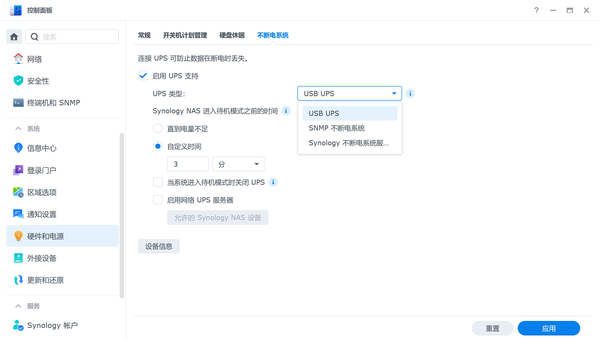 控制面板
搜索
网络
安全性
终端机和 SNMP
系统
信息中心
登录门户
区域选项
通知设置
硬件和电源
外接设备
更新和还原
服务
Synology 帐户
常规 开关机计划管理 硬盘休眠 不断电系统
连接 UPS 可防止数据在断电时丢失。
启用 UPS 支持
UPS 类型: USB UPS
USB UPS
SNMP 不断电系统
Synology 不断电系统服...
Synology NAS 进入待机模式之前的时间
直到电量不足
自定义时间
3 分
当系统进入待机模式时关闭 UPS
启用网络 UPS 服务器
允许的 Synology NAS 设备
设备信息
重置 应用